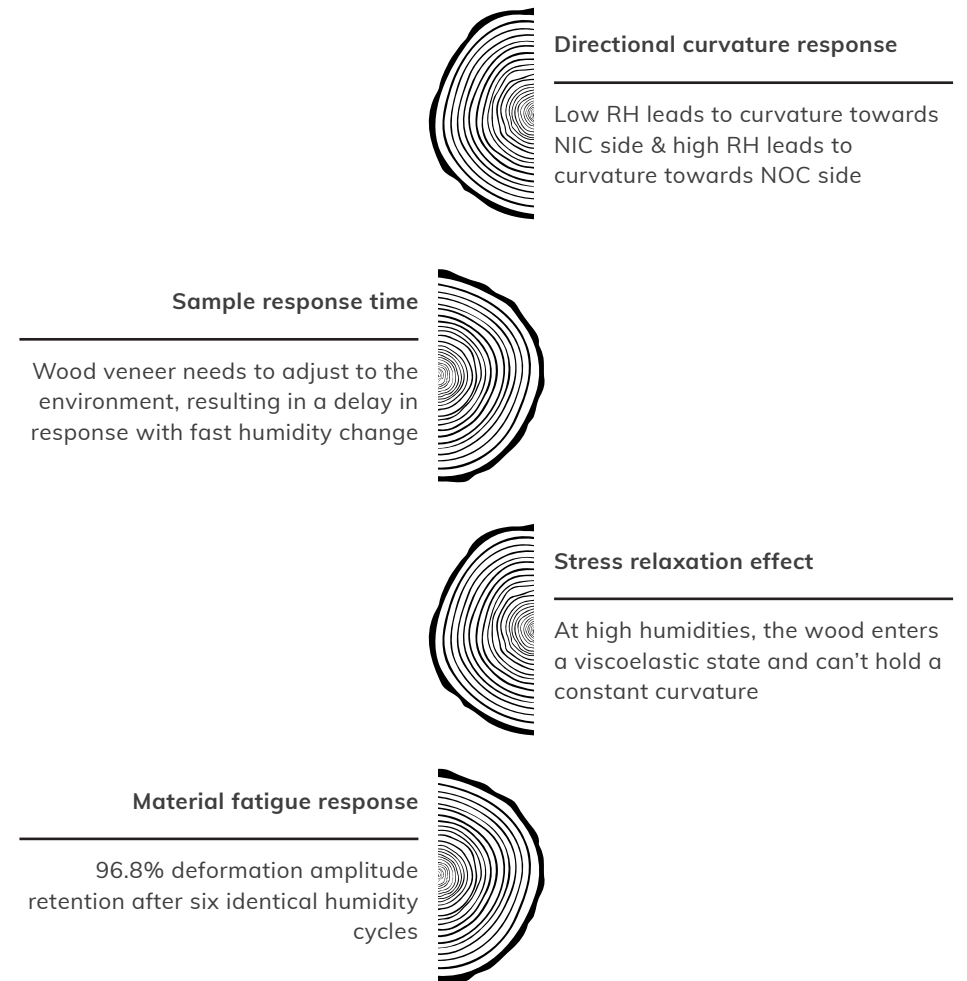 Directional curvature response
Low RH leads to curvature towards
NIC side & high RH leads to
curvature towards NOC side
Sample response time
Wood veneer needs to adjust to the
environment, resulting in a delay in
response with fast humidity change
Stress relaxation effect
At high humidities, the wood enters
a viscoelastic state and can’t hold a
constant curvature
Material fatigue response
96.8% deformation amplitude
retention after six identical humidity
cycles